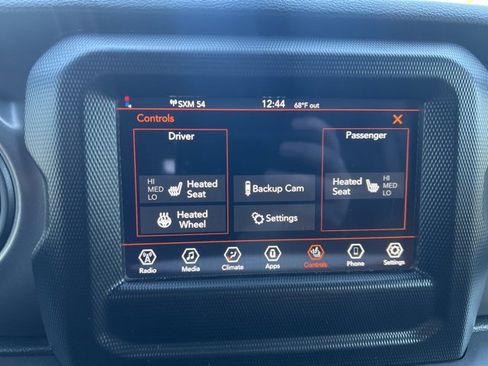 SXM 54 12:44 68°F out
Controls X
Driver Passenger
HI
MED
LO
Heated
Seat
Backup Cam
Heated
Seat
HI
MED
LO
Heated
Wheel
Settings
Radio Media Climate Apps Controls Phone Settings